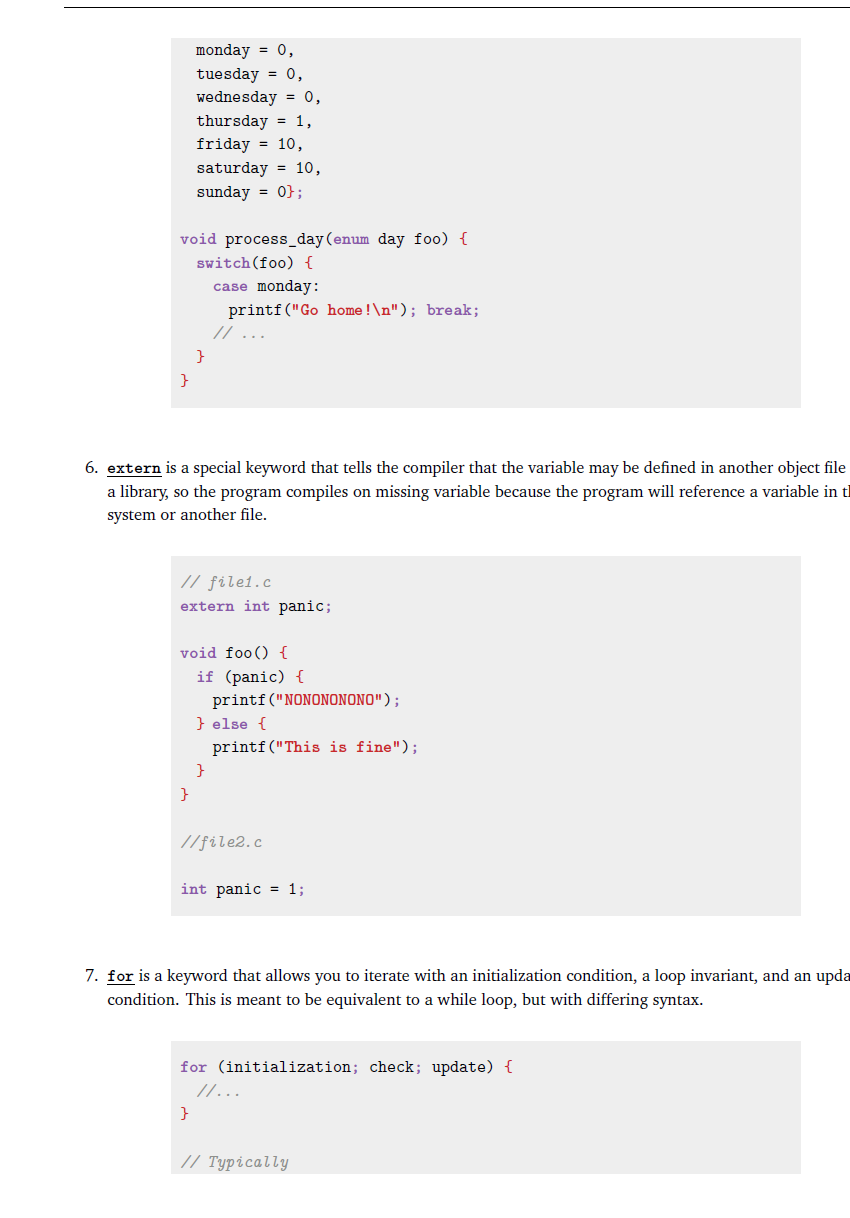 monday = 0,
tuesday = 0,
wednesday = 0,
thursday = 1,
friday = 10,
saturday = 10,
sunday = 0};
void process_day(enum day foo) {
switch(foo) {
case monday:
printf("Go home!\n"); break;
// ...
}
}
6. extern is a special keyword that tells the compiler that the variable may be defined in another object file
a library, so the program compiles on missing variable because the program will reference a variable in
system or another file.
// file1.c
extern int panic;
void foo() {
if (panic) {
printf("NONONONONO");
} else {
printf("This is fine");
}
}
//file2.c
int panic = 1;
7. for is a keyword that allows you to iterate with an initialization condition, a loop invariant, and an
condition. This is meant to be equivalent to a while loop, but with differing syntax.
for (initialization; check; update) {
//...
}
// Typically